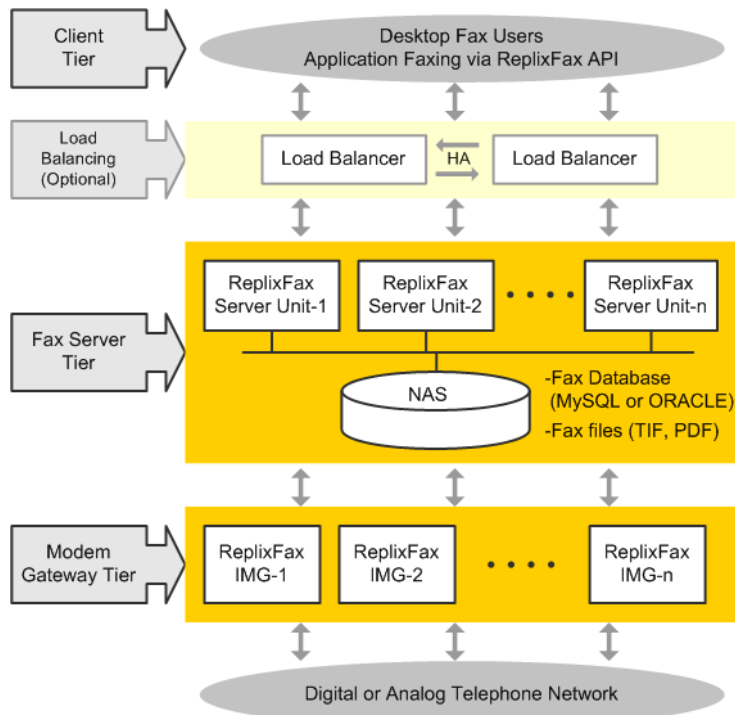 Client
Tier
Desktop Fax Users
Application Faxing via ReplixFax API
Load
Balancing
(Optional)
Load Balancer
HA
Load Balancer
Fax Server
Tier
ReplixFax
Server Unit-1
ReplixFax
Server Unit-2
• • • •
ReplixFax
Server Unit-n
NAS
-Fax Database
(MySQL or ORACLE)
-Fax files (TIF, PDF)
Modem
Gateway Tier
ReplixFax
IMG-1
ReplixFax
IMG-2
• • • •
ReplixFax
IMG-n
Digital or Analog Telephone Network